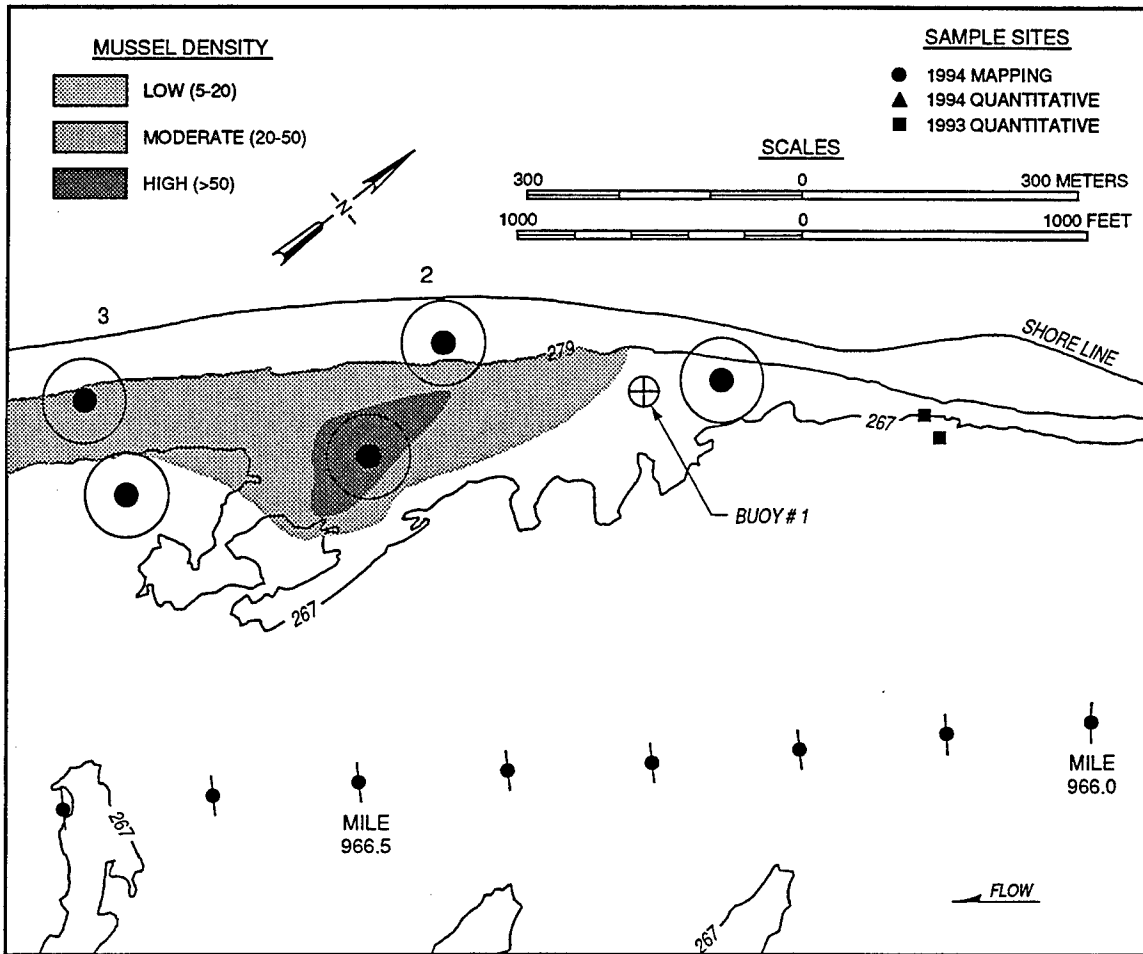 MUSSEL DENSITY
LOW (5-20)
MODERATE (20-50)
HIGH (>50)
SAMPLE SITES
1994 MAPPING
1994 QUANTITATIVE
1993 QUANTITATIVE
SCALES
300 0 300 METERS
1000 0 1000 FEET
N
2
3
SHORE LINE
279
267
BUOY # 1
267
MILE
966.0
MILE
966.5
267
FLOW
267